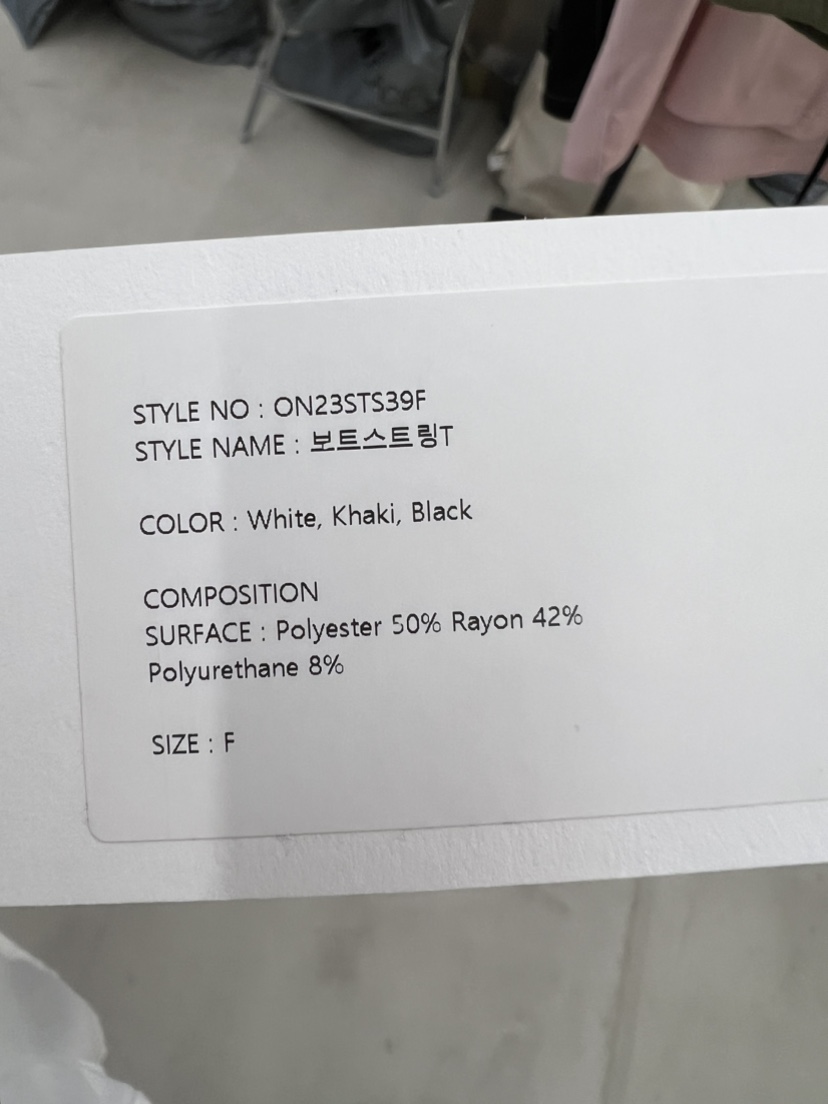 STYLE NO : ON23STS39F
STYLE NAME : 보트스트링T
COLOR : White, Khaki, Black
COMPOSITION
SURFACE : Polyester 50% Rayon 42%
Polyurethane 8%
SIZE : F